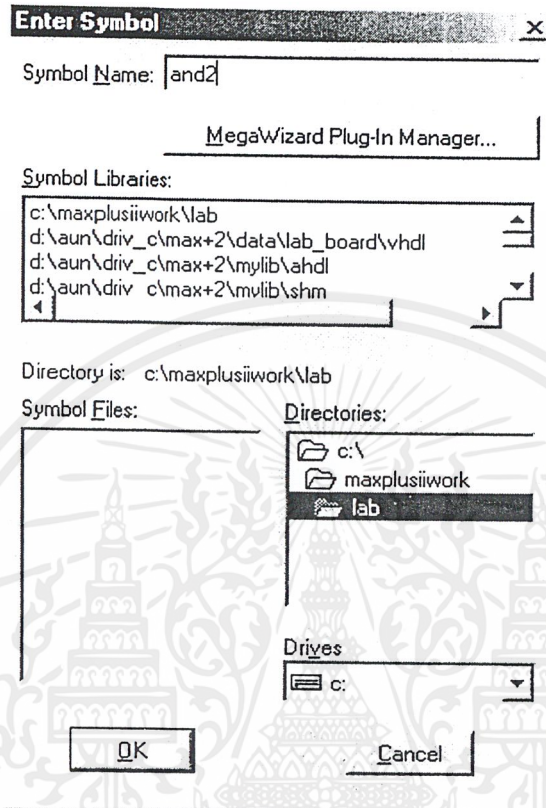 Enter Symbol
Symbol Name: and2
MegaWizard Plug-In Manager...
Symbol Libraries:
c:\maxplusiiwork\lab
d:\aun\driv_c\max+2\data\lab_board\vhdl
d:\aun\driv_c\max+2\mylib\ahdl
d:\aun\driv_c\max+2\mylib\shm
Directory is: c:\maxplusiiwork\lab
Symbol Files:
Directories:
c:\
maxplusiiwork
lab
Drives
c:
OK
Cancel